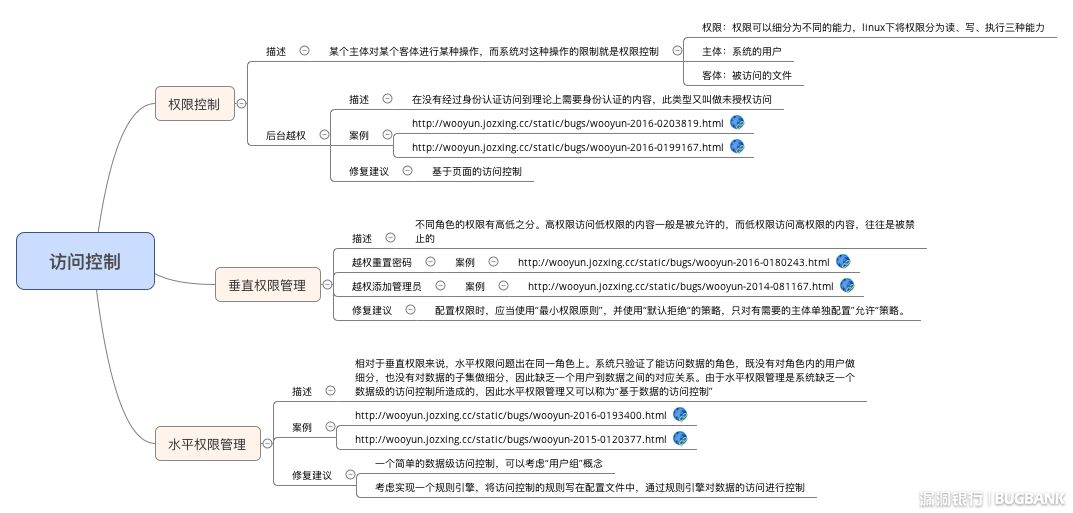 访问控制
权限控制
描述
某个主体对某个客体进行某种操作，而系统对这种操作的限制就是权限控制
权限：权限可以细分为不同的能力，linux下将权限分为读、写、执行三种能力
主体：系统的用户
客体：被访问的文件
后台越权
描述
在没有经过身份认证访问到理论上需要身份认证的内容，此类型又叫做未授权访问
案例
http://wooyun.jozxing.cc/static/bugs/wooyun-2016-0203819.html
http://wooyun.jozxing.cc/static/bugs/wooyun-2016-0199167.html
修复建议
基于页面的访问控制
垂直权限管理
描述
不同角色的权限有高低之分。高权限访问低权限的内容一般是被允许的，而低权限访问高权限的内容，往往是被禁
止的
越权重置密码
案例
http://wooyun.jozxing.cc/static/bugs/wooyun-2016-0180243.html
越权添加管理员
案例
http://wooyun.jozxing.cc/static/bugs/wooyun-2014-081167.html
修复建议
配置权限时，应当使用“最小权限原则”，并使用“默认拒绝”的策略，只对有需要的主体单独配置“允许”策略。
水平权限管理
描述
相对于垂直权限来说，水平权限问题出在同一角色上。系统只验证了能访问数据的角色，既没有对角色内的用户做
细分，也没有对数据的子集做细分，因此缺乏一个用户到数据之间的对应关系。由于水平权限管理是系统缺乏一个
数据级的访问控制所造成的，因此水平权限管理又可以称为“基于数据的访问控制”
案例
http://wooyun.jozxing.cc/static/bugs/wooyun-2016-0193400.html
http://wooyun.jozxing.cc/static/bugs/wooyun-2015-0120377.html
修复建议
一个简单的数据级访问控制，可以考虑“用户组”概念
考虑实现一个规则引擎，将访问控制的规则写在配置文件中，通过规则引擎对数据的访问进行控制
漏洞银行 | BUGBANK